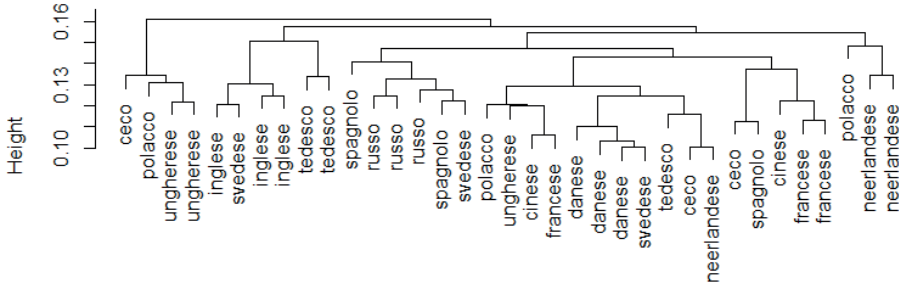 Height
0.16
0.13
0.10
ceco
polacco
ungherese
ungherese
inglese
svedese
inglese
inglese
tedesco
tedesco
spagnolo
russo
russo
russo
spagnolo
svedese
polacco
ungherese
cinese
francese
danese
danese
danese
svedese
tedesco
ceco
neerlandese
ceco
spagnolo
cinese
francese
francese
polacco
neerlandese
neerlandese